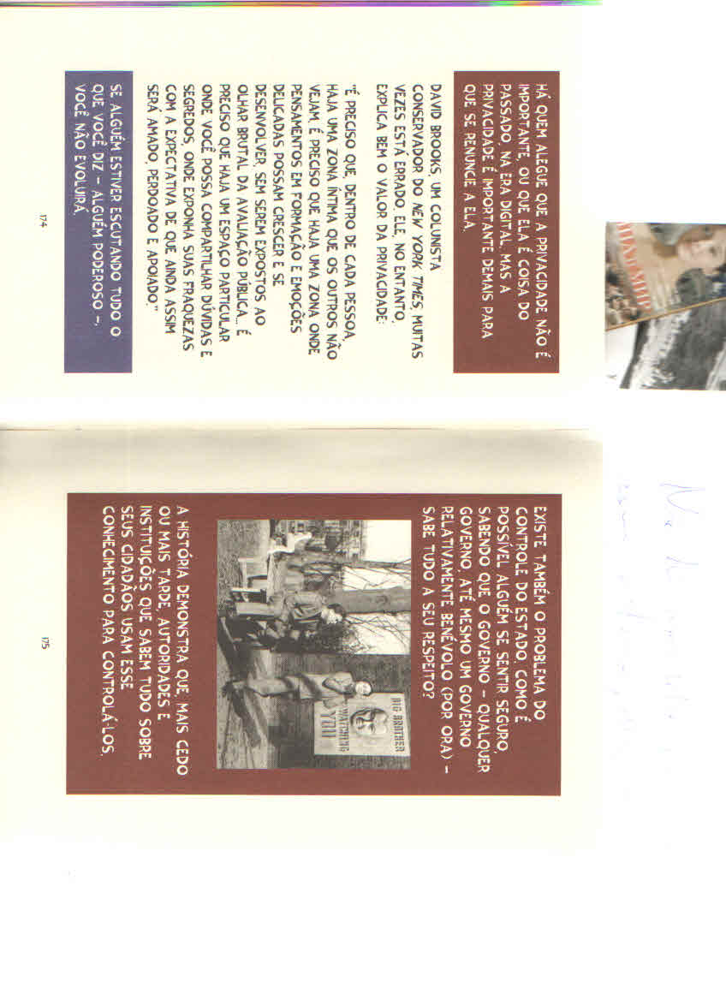 HÁ QUEM ALEGUE QUE A PRIVACIDADE NÃO É
IMPORTANTE, OU QUE ELA É COISA DO
PASSADO, NA ERA DIGITAL, MAS A
PRIVACIDADE É IMPORTANTE DEMAIS PARA
QUE SE RENUNCIE A ELA.
DAVID BROOKS, UM COLUNISTA
CONSERVADOR DO NEW YORK TIMES, MUITAS
VEZES ESTÁ ERRADO. ELE, NO ENTANTO,
EXPLICA BEM O VALOR DA PRIVACIDADE:
"É PRECISO QUE, DENTRO DE CADA PESSOA,
HAJA UMA ZONA ÍNTIMA QUE OS OUTROS NÃO
VEJAM. É PRECISO QUE HAJA UMA ZONA ONDE
PENSAMENTOS EM FORMAÇÃO E EMOÇÕES
DELICADAS POSSAM CRESCER E SE
DESENVOLVER, SEM SEREM EXPOSTOS AO
OLHAR BRUTAL DA AVALIAÇÃO PÚBLICA... É
PRECISO QUE HAJA UM ESPAÇO PARTICULAR
ONDE VOCÊ POSSA COMPARTILHAR DÚVIDAS E
SEGREDOS, ONDE EXPONHA SUAS FRAQUEZAS
COM A EXPECTATIVA DE QUE AINDA ASSIM
SERÁ AMADO, PERDOADO E APOIADO."
SE ALGUÉM ESTIVER ESCUTANDO TUDO O
QUE VOCÊ DIZ – ALGUÉM PODEROSO –,
VOCÊ NÃO EVOLUIRÁ.
174
EXISTE TAMBÉM O PROBLEMA DO
CONTROLE DO ESTADO. COMO É
POSSÍVEL ALGUÉM SE SENTIR SEGURO,
SABENDO QUE O GOVERNO – QUALQUER
GOVERNO, ATÉ MESMO UM GOVERNO
RELATIVAMENTE BENÉVOLO (POR ORA) –
SABE TUDO A SEU RESPEITO?
BIG BROTHER
WATCHING
YOU
A HISTÓRIA DEMONSTRA QUE, MAIS CEDO
OU MAIS TARDE, AUTORIDADES E
INSTITUIÇÕES QUE SABEM TUDO SOBRE
SEUS CIDADÃOS USAM ESSE
CONHECIMENTO PARA CONTROLÁ-LOS.
175